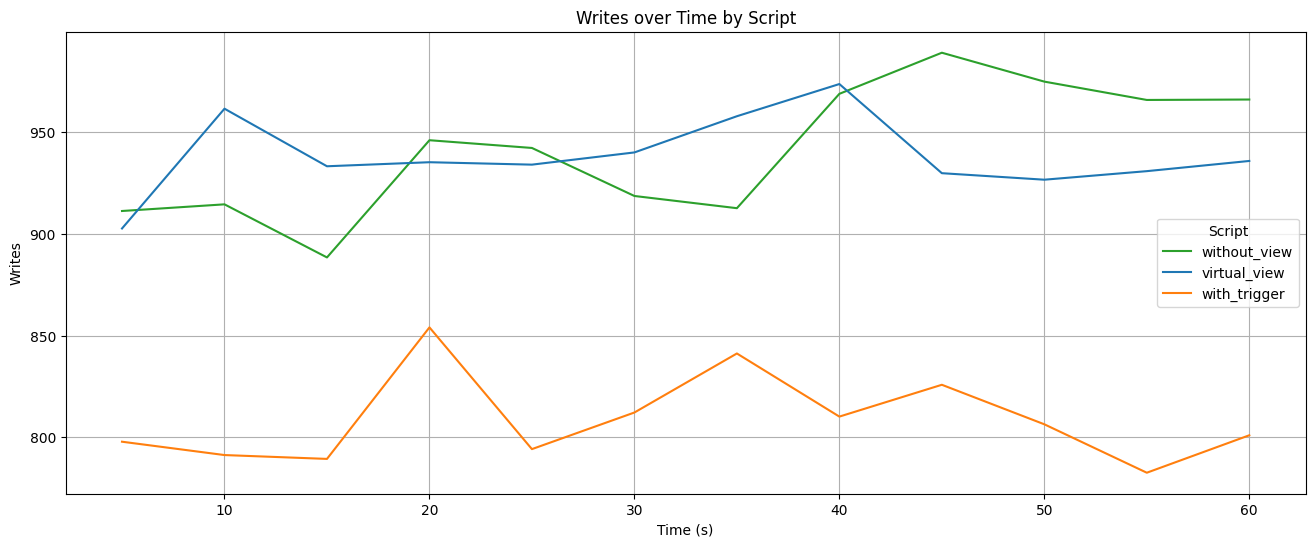 Writes over Time by Script
Writes
950
900
850
800
Script
without_view
virtual_view
with_trigger
10 20 30 40 50 60
Time (s)